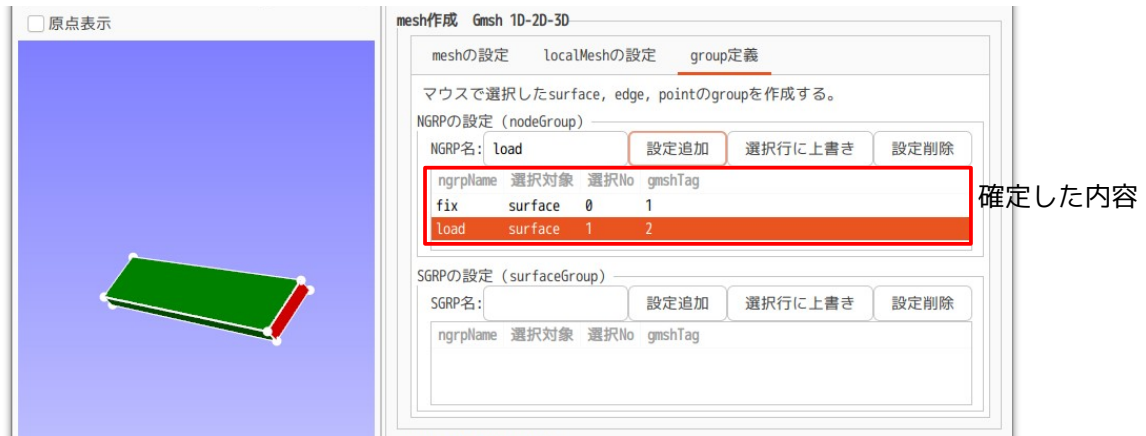 原点表示
mesh作成 Gmsh 1D-2D-3D
meshの設定 localMeshの設定 group定義
マウスで選択したsurface, edge, pointのgroupを作成する。
NGRPの設定 (nodeGroup)
NGRP名: load 設定追加 選択行に上書き 設定削除
ngrpName 選択対象 選択No gmshTag
fix surface 0 1
load surface 1 2
確定した内容
SGRPの設定 (surfaceGroup)
SGRP名: 設定追加 選択行に上書き 設定削除
ngrpName 選択対象 選択No gmshTag